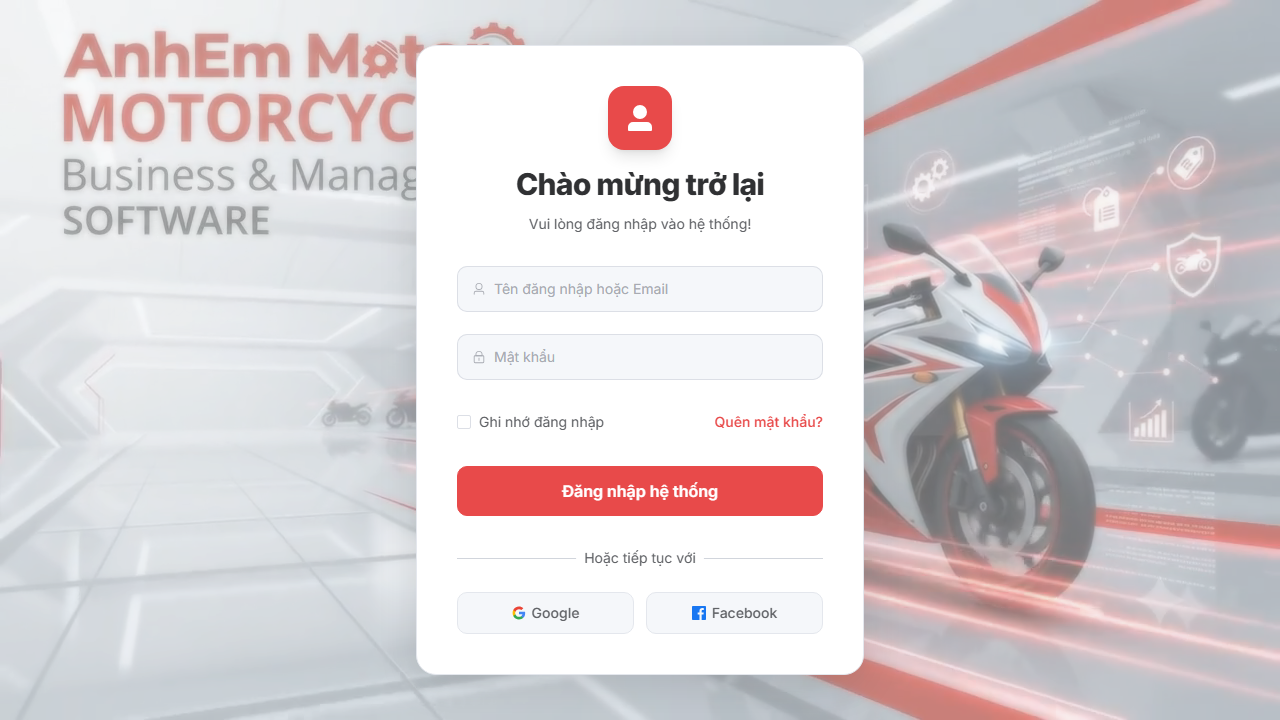 AnhEm Motor
MOTORCYC
Business & Manag
SOFTWARE
Chào mừng trở lại
Vui lòng đăng nhập vào hệ thống!
Tên đăng nhập hoặc Email
Mật khẩu
Ghi nhớ đăng nhập
Quên mật khẩu?
Đăng nhập hệ thống
Hoặc tiếp tục với
Google
Facebook